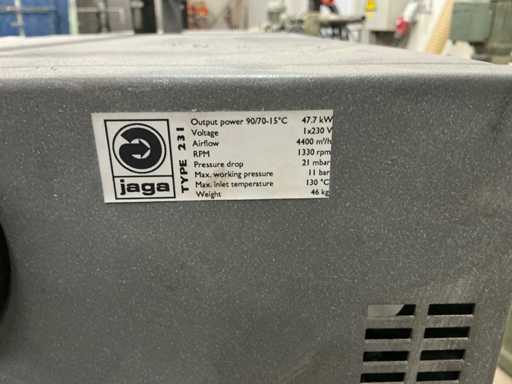 jaga
TYPE 231
Output power 90/70-15°C 47.7 kW
Voltage 1x230 V
Airflow 4400 m³/h
RPM 1330 rpm
Pressure drop 21 mbar
Max. working pressure 11 bar
Max. inlet temperature 130 °C
Weight 46 kg